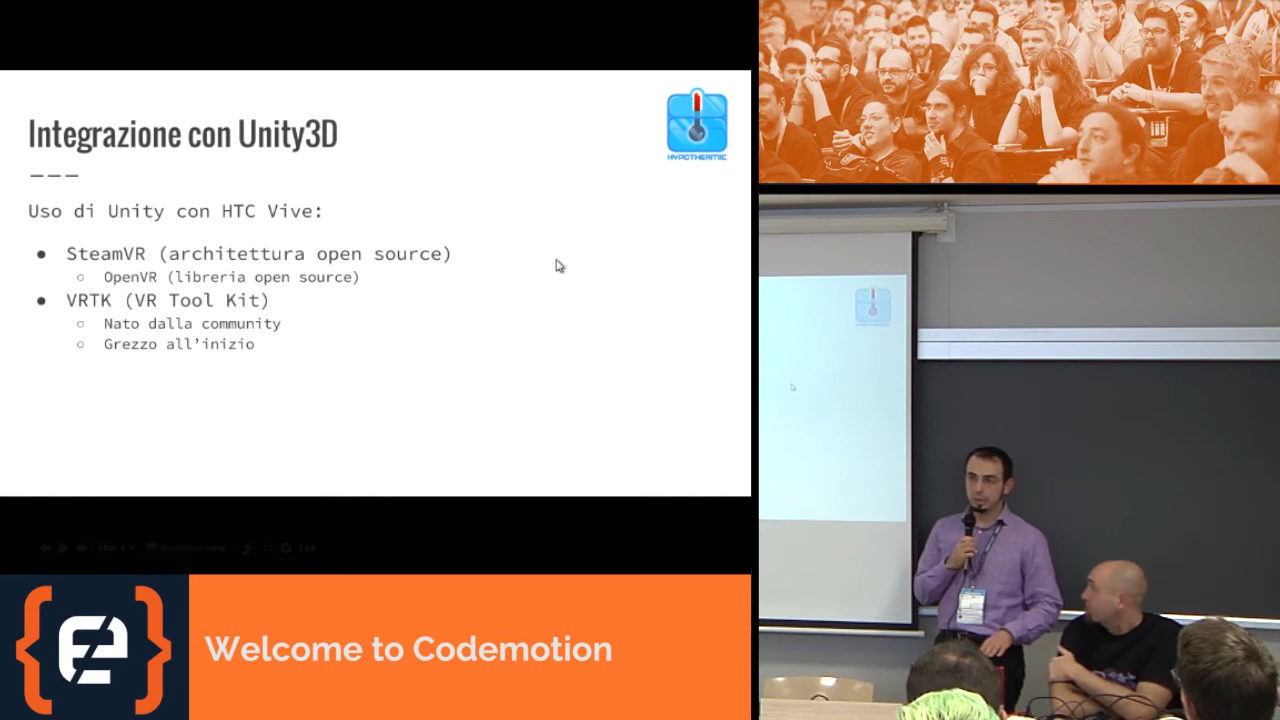 Integrazione con Unity3D
———
Uso di Unity con HTC Vive:
● SteamVR (architettura open source)
○ OpenVR (libreria open source)
● VRTK (VR Tool Kit)
○ Nato dalla community
○ Grezzo all'inizio
HYPOTHERMIC
Welcome to Codemotion